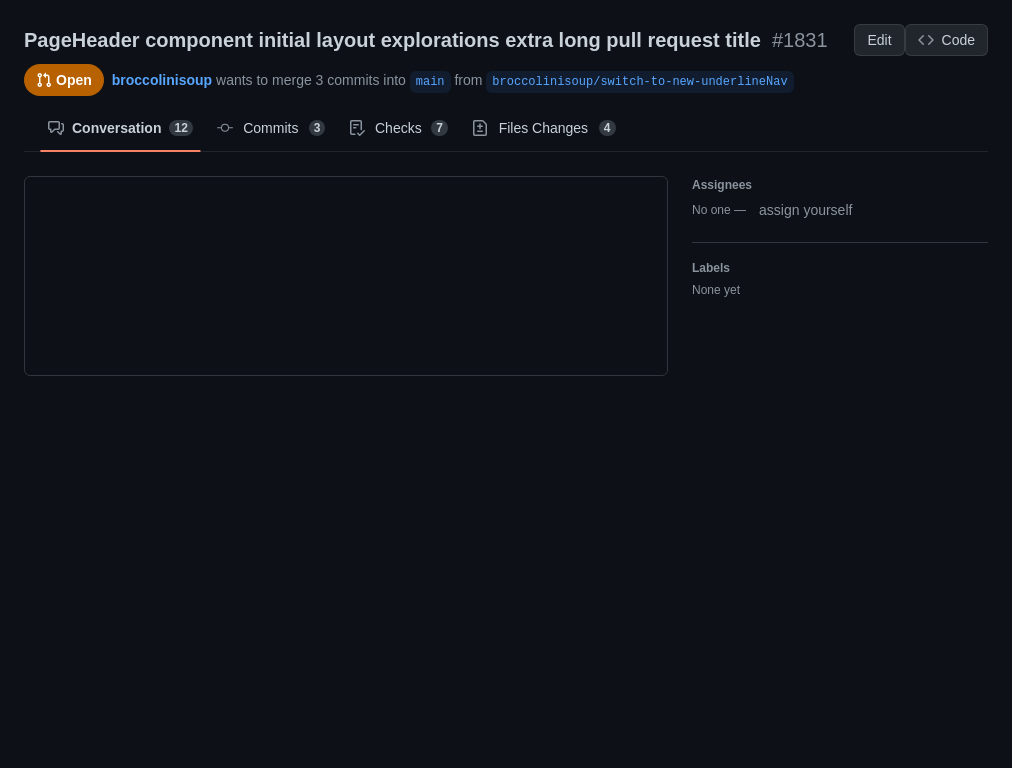 PageHeader component initial layout explorations extra long pull request title #1831 Edit Code
Open broccolinisoup wants to merge 3 commits into main from broccolinisoup/switch-to-new-underlineNav
Conversation 12 Commits 3 Checks 7 Files Changes 4
Assignees
No one — assign yourself
Labels
None yet